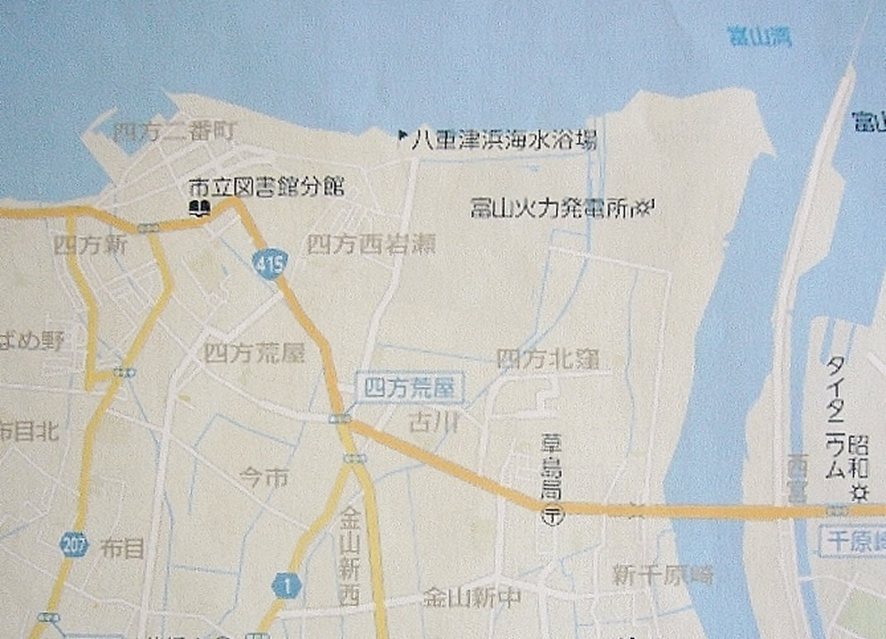 富山湾
四方二番町
八重津浜海水浴場
市立図書館分館
富山火力発電所
四方新
四方西岩瀬
415
ばめ野
四方荒屋
四方北窪
四方荒屋
タイタニウム
布目北
古川
草島局
昭和
今市
西宮
207
布目
金山新西
千原崎
新千原崎
1
金山新中